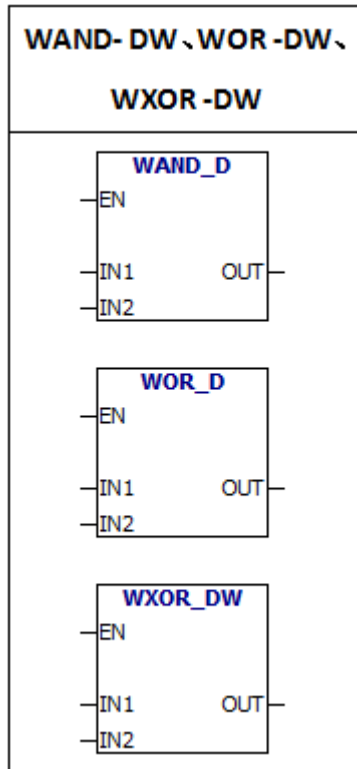 WAND- DW、WOR -DW、
WXOR -DW
WAND_D
EN
IN1 OUT
IN2
WOR_D
EN
IN1 OUT
IN2
WXOR_DW
EN
IN1 OUT
IN2